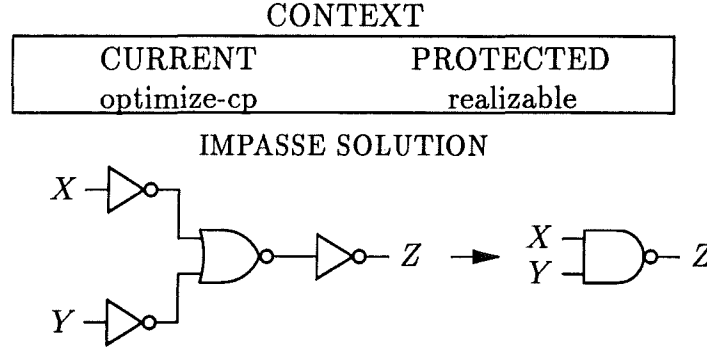 CONTEXT
CURRENT PROTECTED
optimize-cp realizable
IMPASSE SOLUTION
X
Z
X
Y
Z
Y